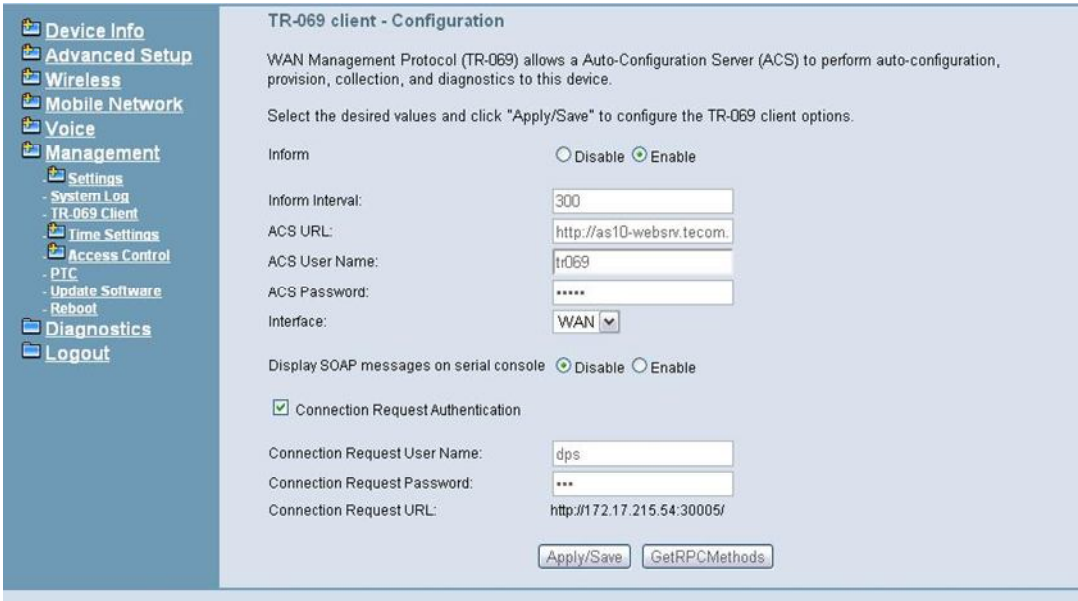 Device Info
Advanced Setup
Wireless
Mobile Network
Voice
Management
Settings
- System Log
- TR-069 Client
Time Settings
Access Control
- PTC
- Update Software
- Reboot
Diagnostics
Logout
TR-069 client - Configuration
WAN Management Protocol (TR-069) allows a Auto-Configuration Server (ACS) to perform auto-configuration,
provision, collection, and diagnostics to this device.
Select the desired values and click "Apply/Save" to configure the TR-069 client options.
Inform Disable Enable
Inform Interval: 300
ACS URL: http://as10-websrv.tecom.
ACS User Name: tr069
ACS Password: •••••
Interface: WAN
Display SOAP messages on serial console Disable Enable
Connection Request Authentication
Connection Request User Name: dps
Connection Request Password: •••
Connection Request URL: http://172.17.215.54:30005/
Apply/Save GetRPCMethods